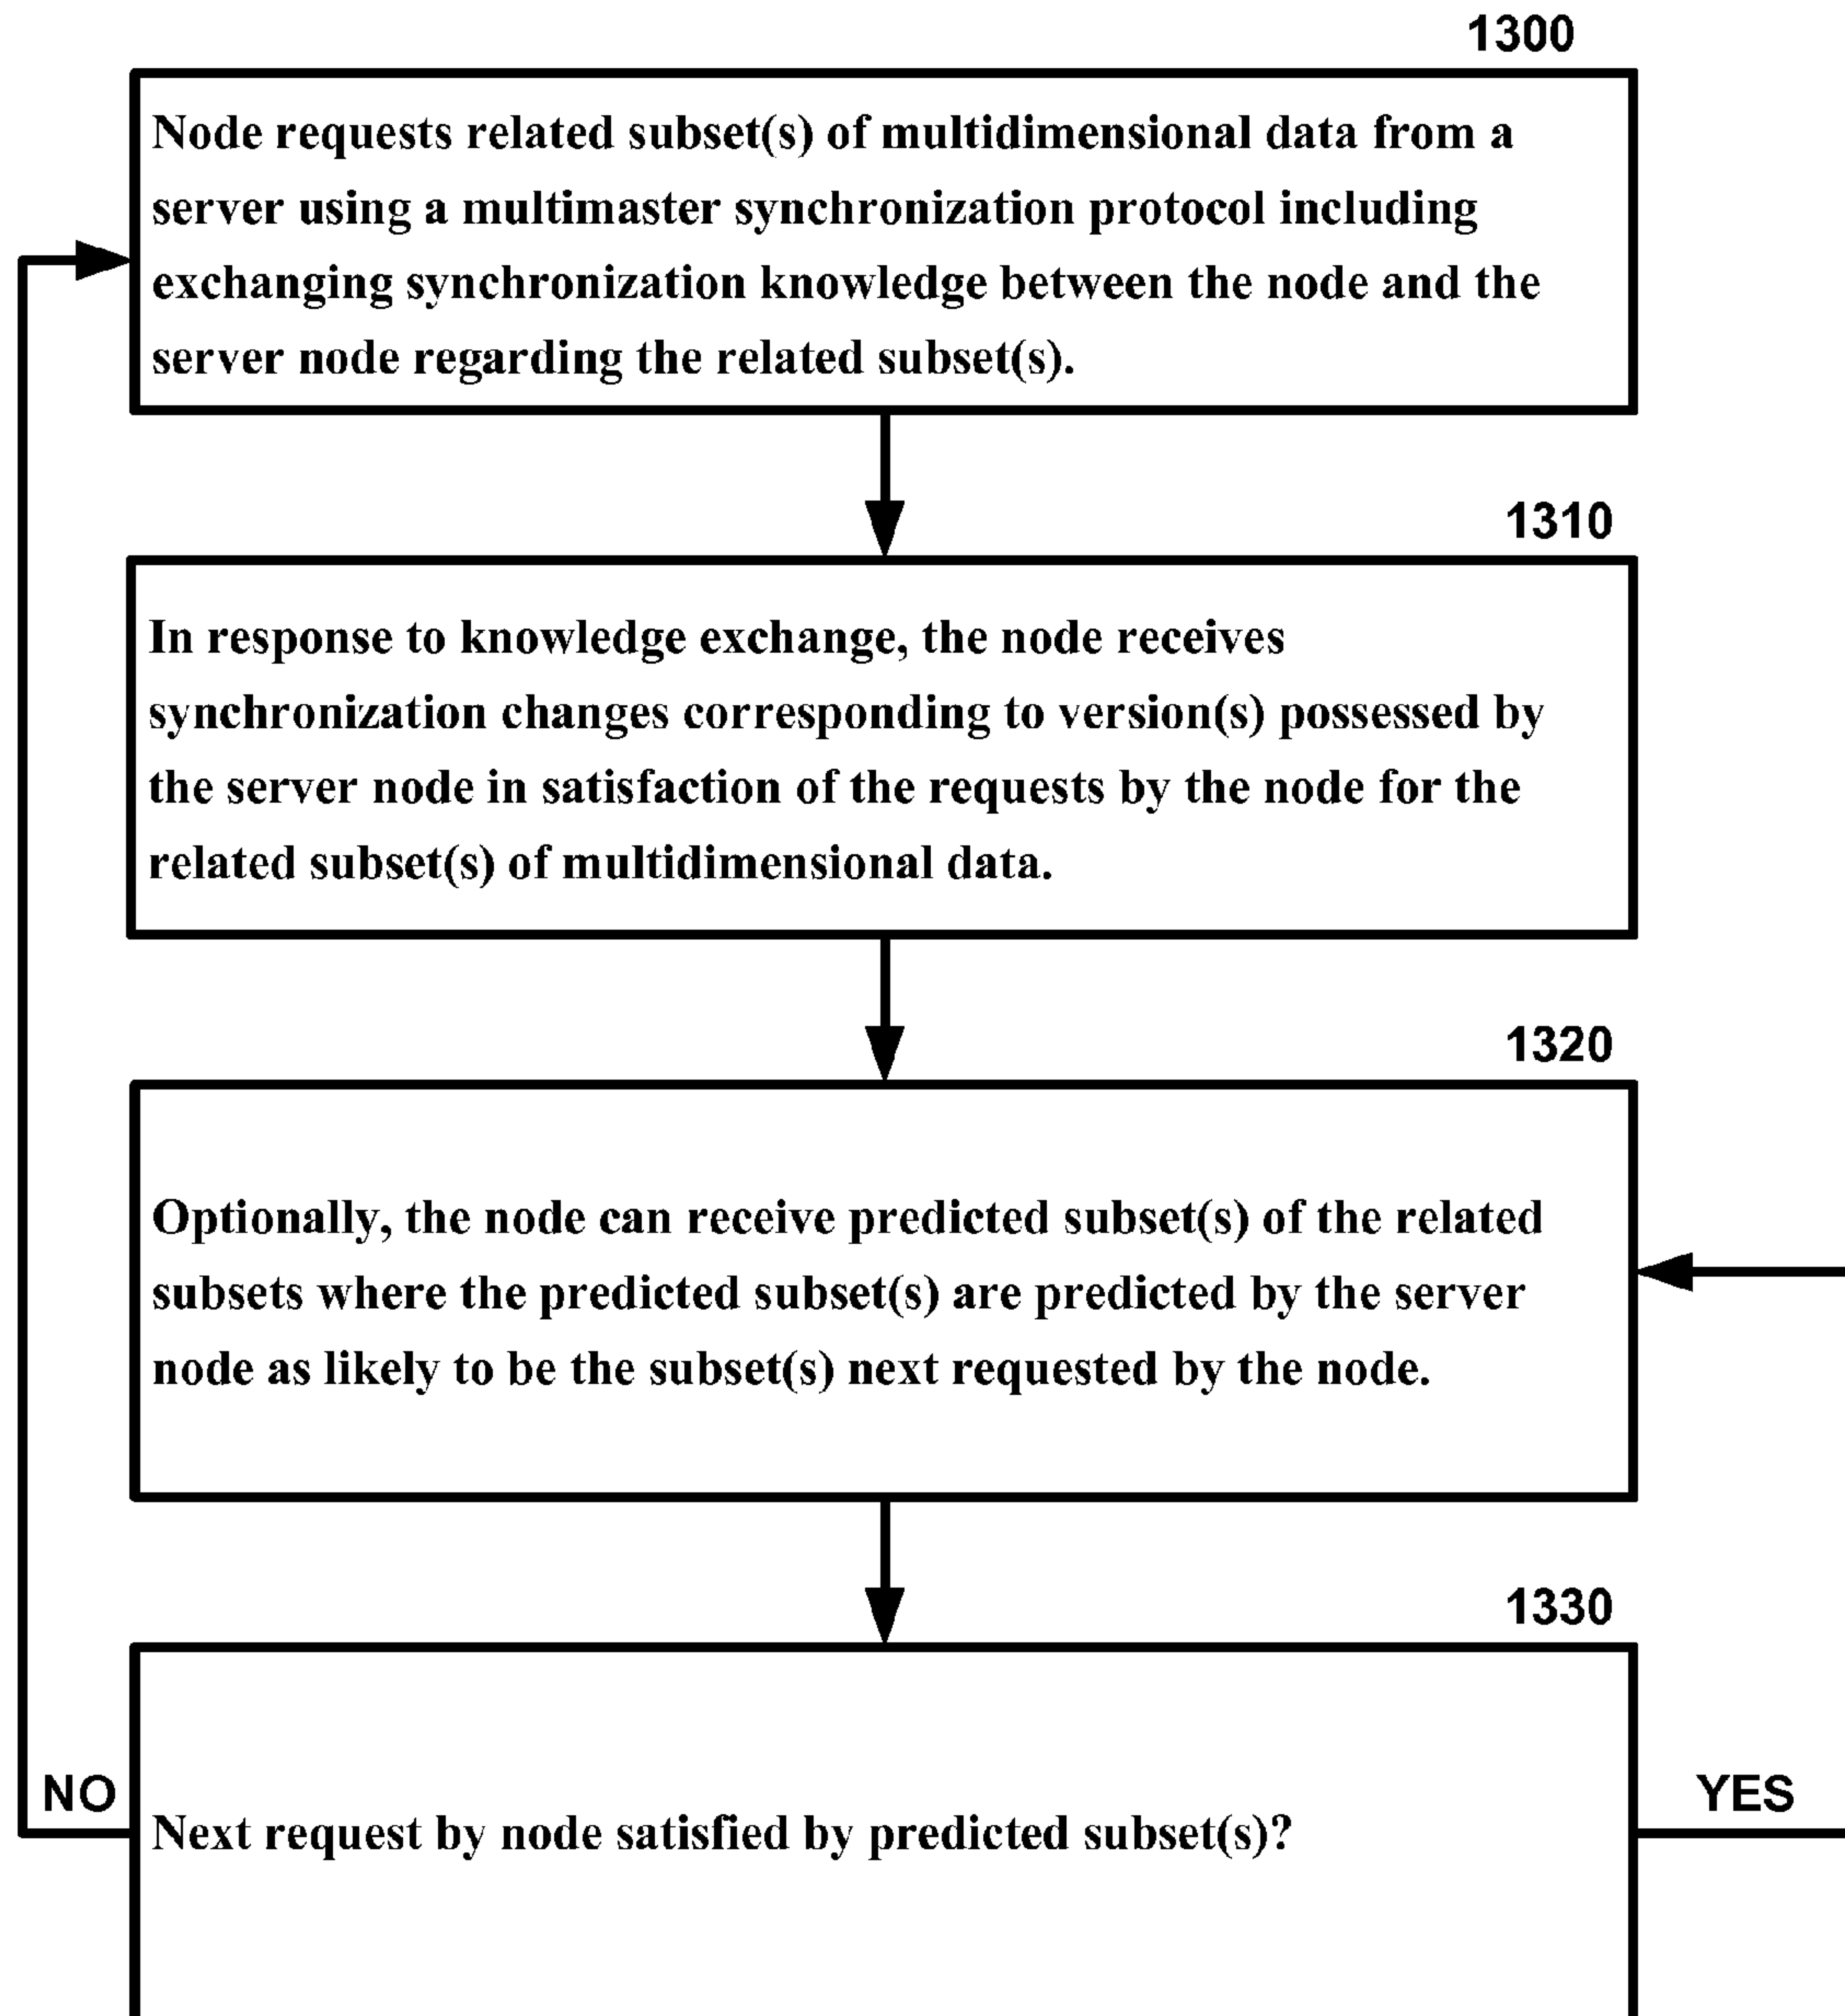 1300
Node requests related subset(s) of multidimensional data from a
server using a multimaster synchronization protocol including
exchanging synchronization knowledge between the node and the
server node regarding the related subset(s).
1310
In response to knowledge exchange, the node receives
synchronization changes corresponding to version(s) possessed by
the server node in satisfaction of the requests by the node for the
related subset(s) of multidimensional data.
1320
Optionally, the node can receive predicted subset(s) of the related
subsets where the predicted subset(s) are predicted by the server
node as likely to be the subset(s) next requested by the node.
1330
NO
YES
Next request by node satisfied by predicted subset(s)?